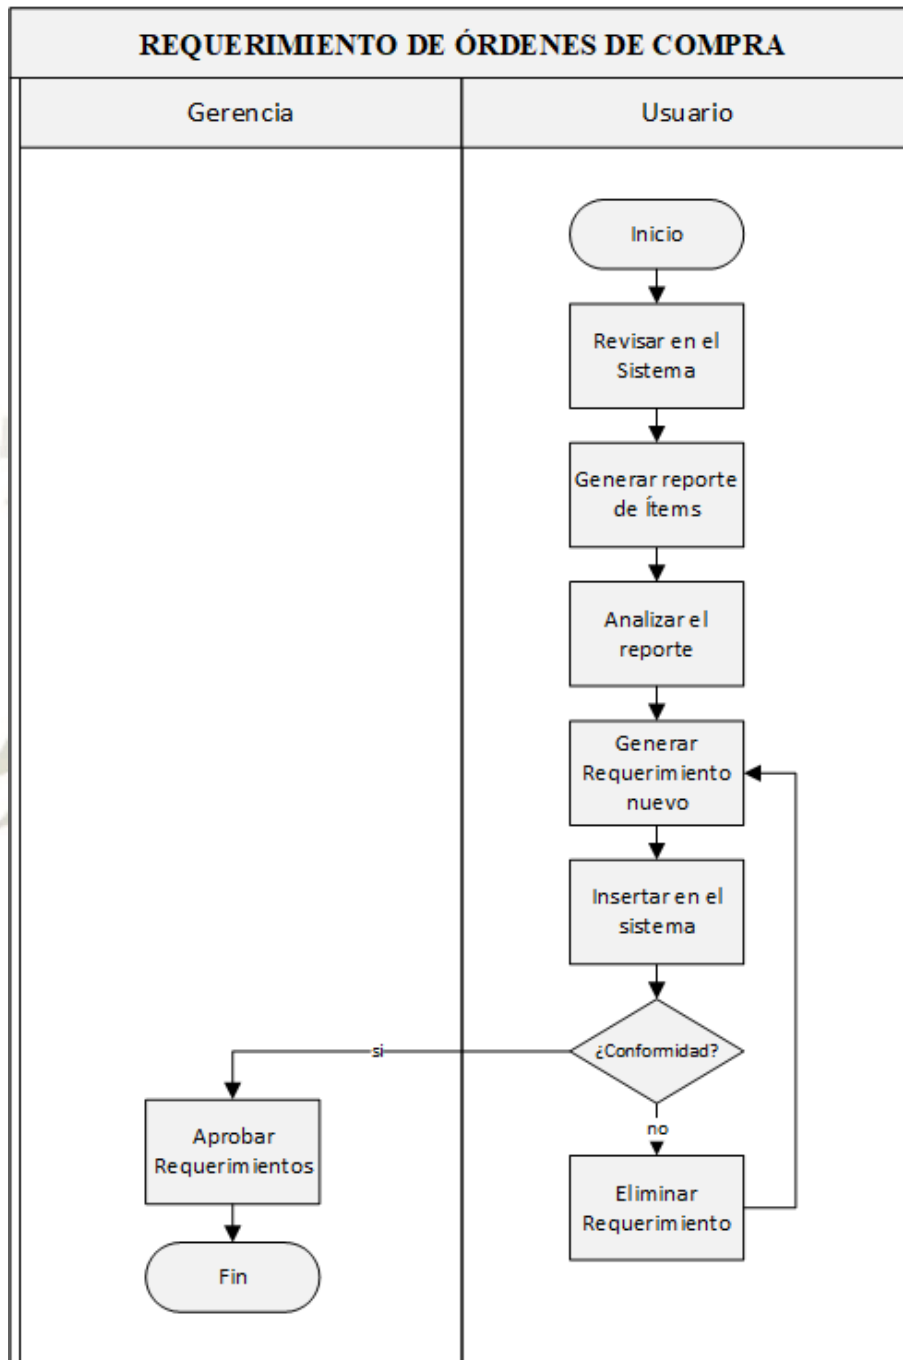 REQUERIMIENTO DE ÓRDENES DE COMPRA
Gerencia
Usuario
Inicio
Revisar en el
Sistema
Generar reporte
de Ítems
Analizar el
reporte
Generar
Requerimiento
nuevo
Insertar en el
sistema
¿Conformidad?
si
no
Aprobar
Requerimientos
Eliminar
Requerimiento
Fin